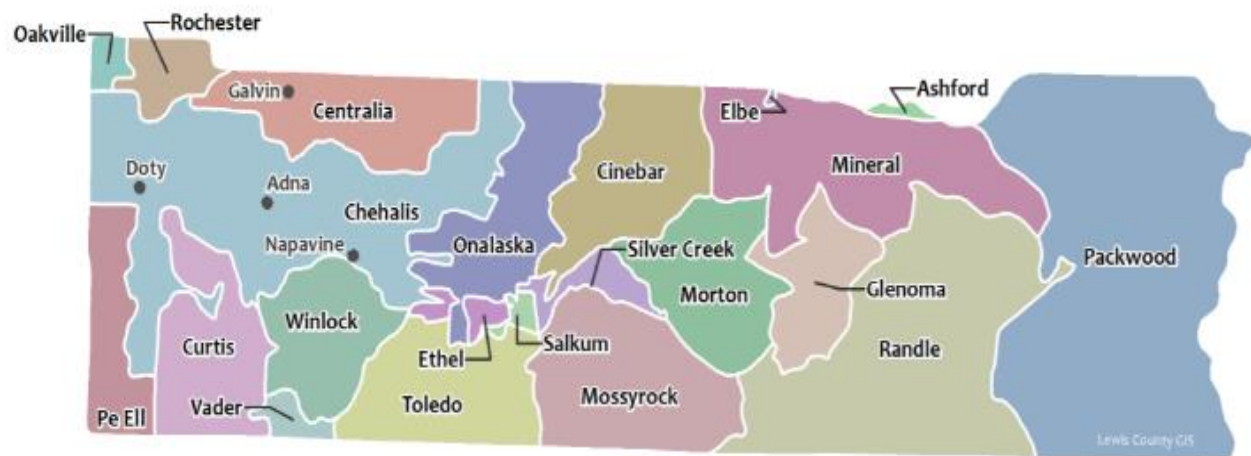 Rochester
Oakville
Galvin
Centralia
Elbe
Ashford
Doty
Adna
Chehalis
Cinebar
Mineral
Napavine
Onalaska
Silver Creek
Packwood
Winlock
Morton
Glenoma
Curtis
Ethel
Salkum
Randle
Pe Ell
Vader
Toledo
Mossyrock
Lewis County GIS